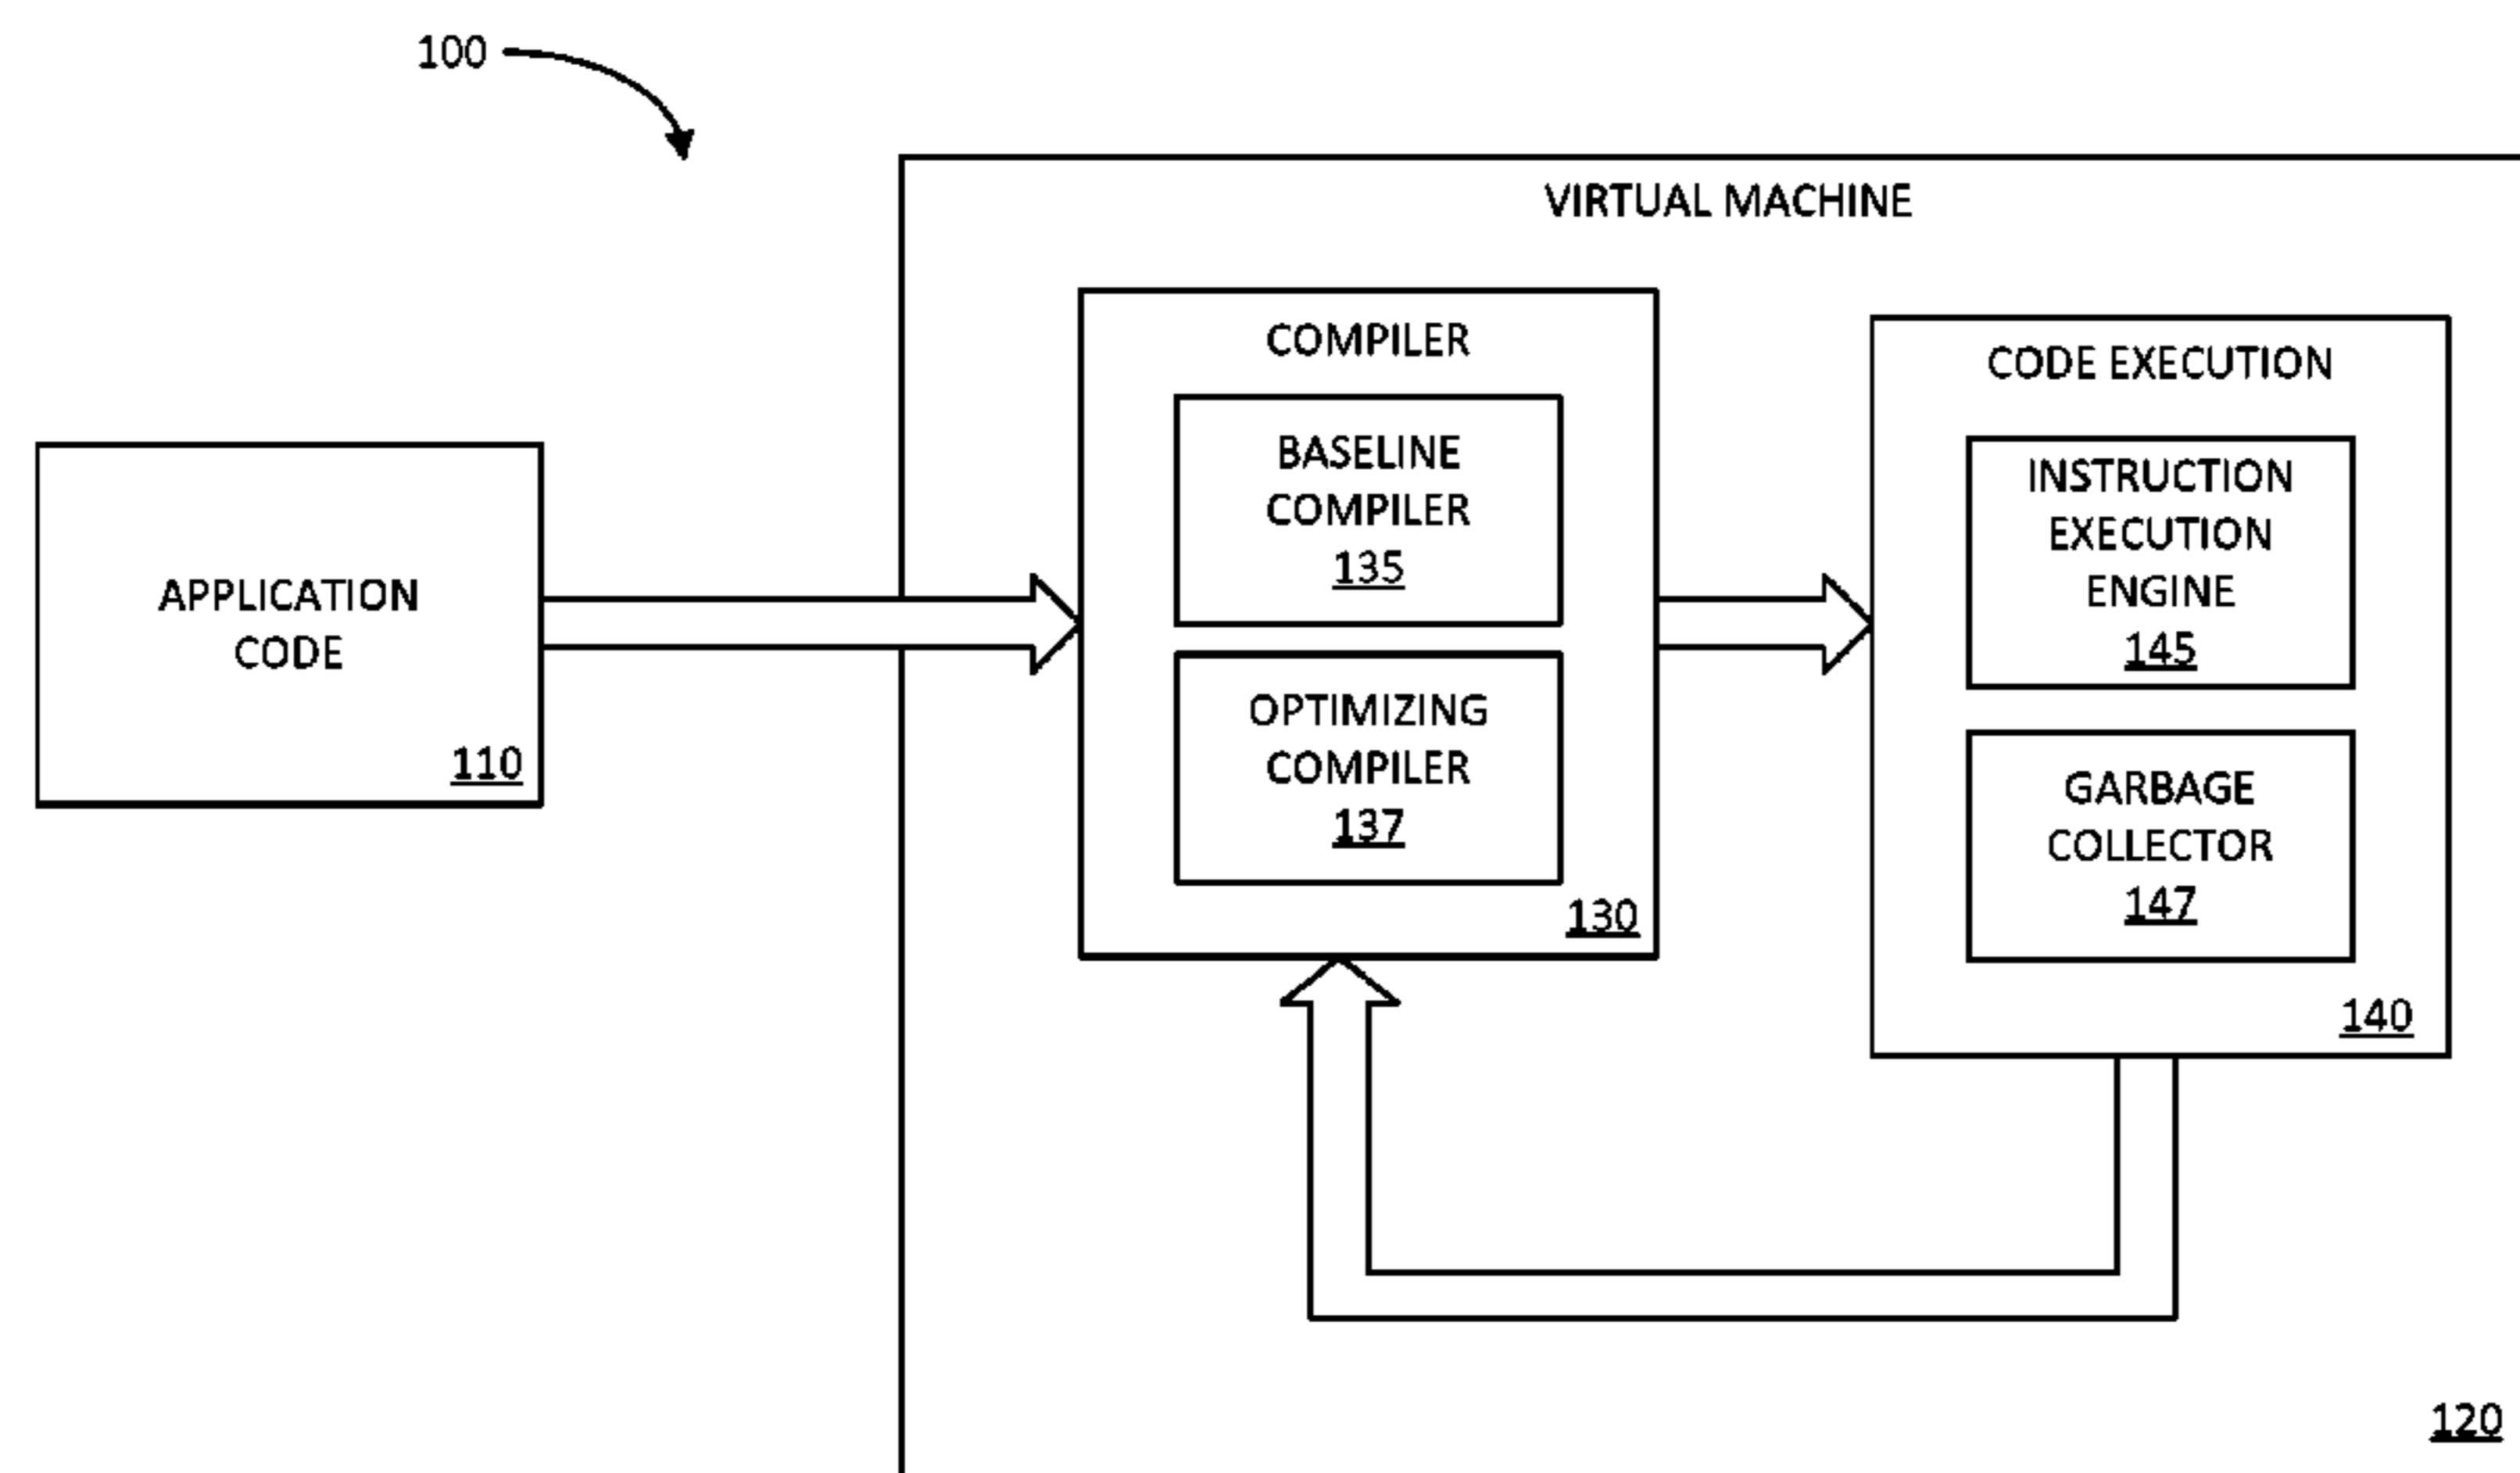 100
VIRTUAL MACHINE
COMPILER
BASELINE
COMPILER
135
OPTIMIZING
COMPILER
137
130
CODE EXECUTION
INSTRUCTION
EXECUTION
ENGINE
145
GARBAGE
COLLECTOR
147
140
APPLICATION
CODE
110
120